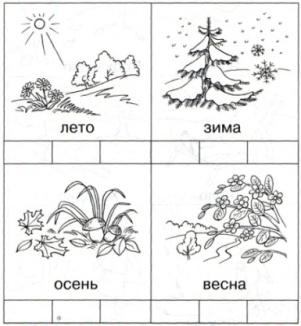 лето
зима
осень
весна